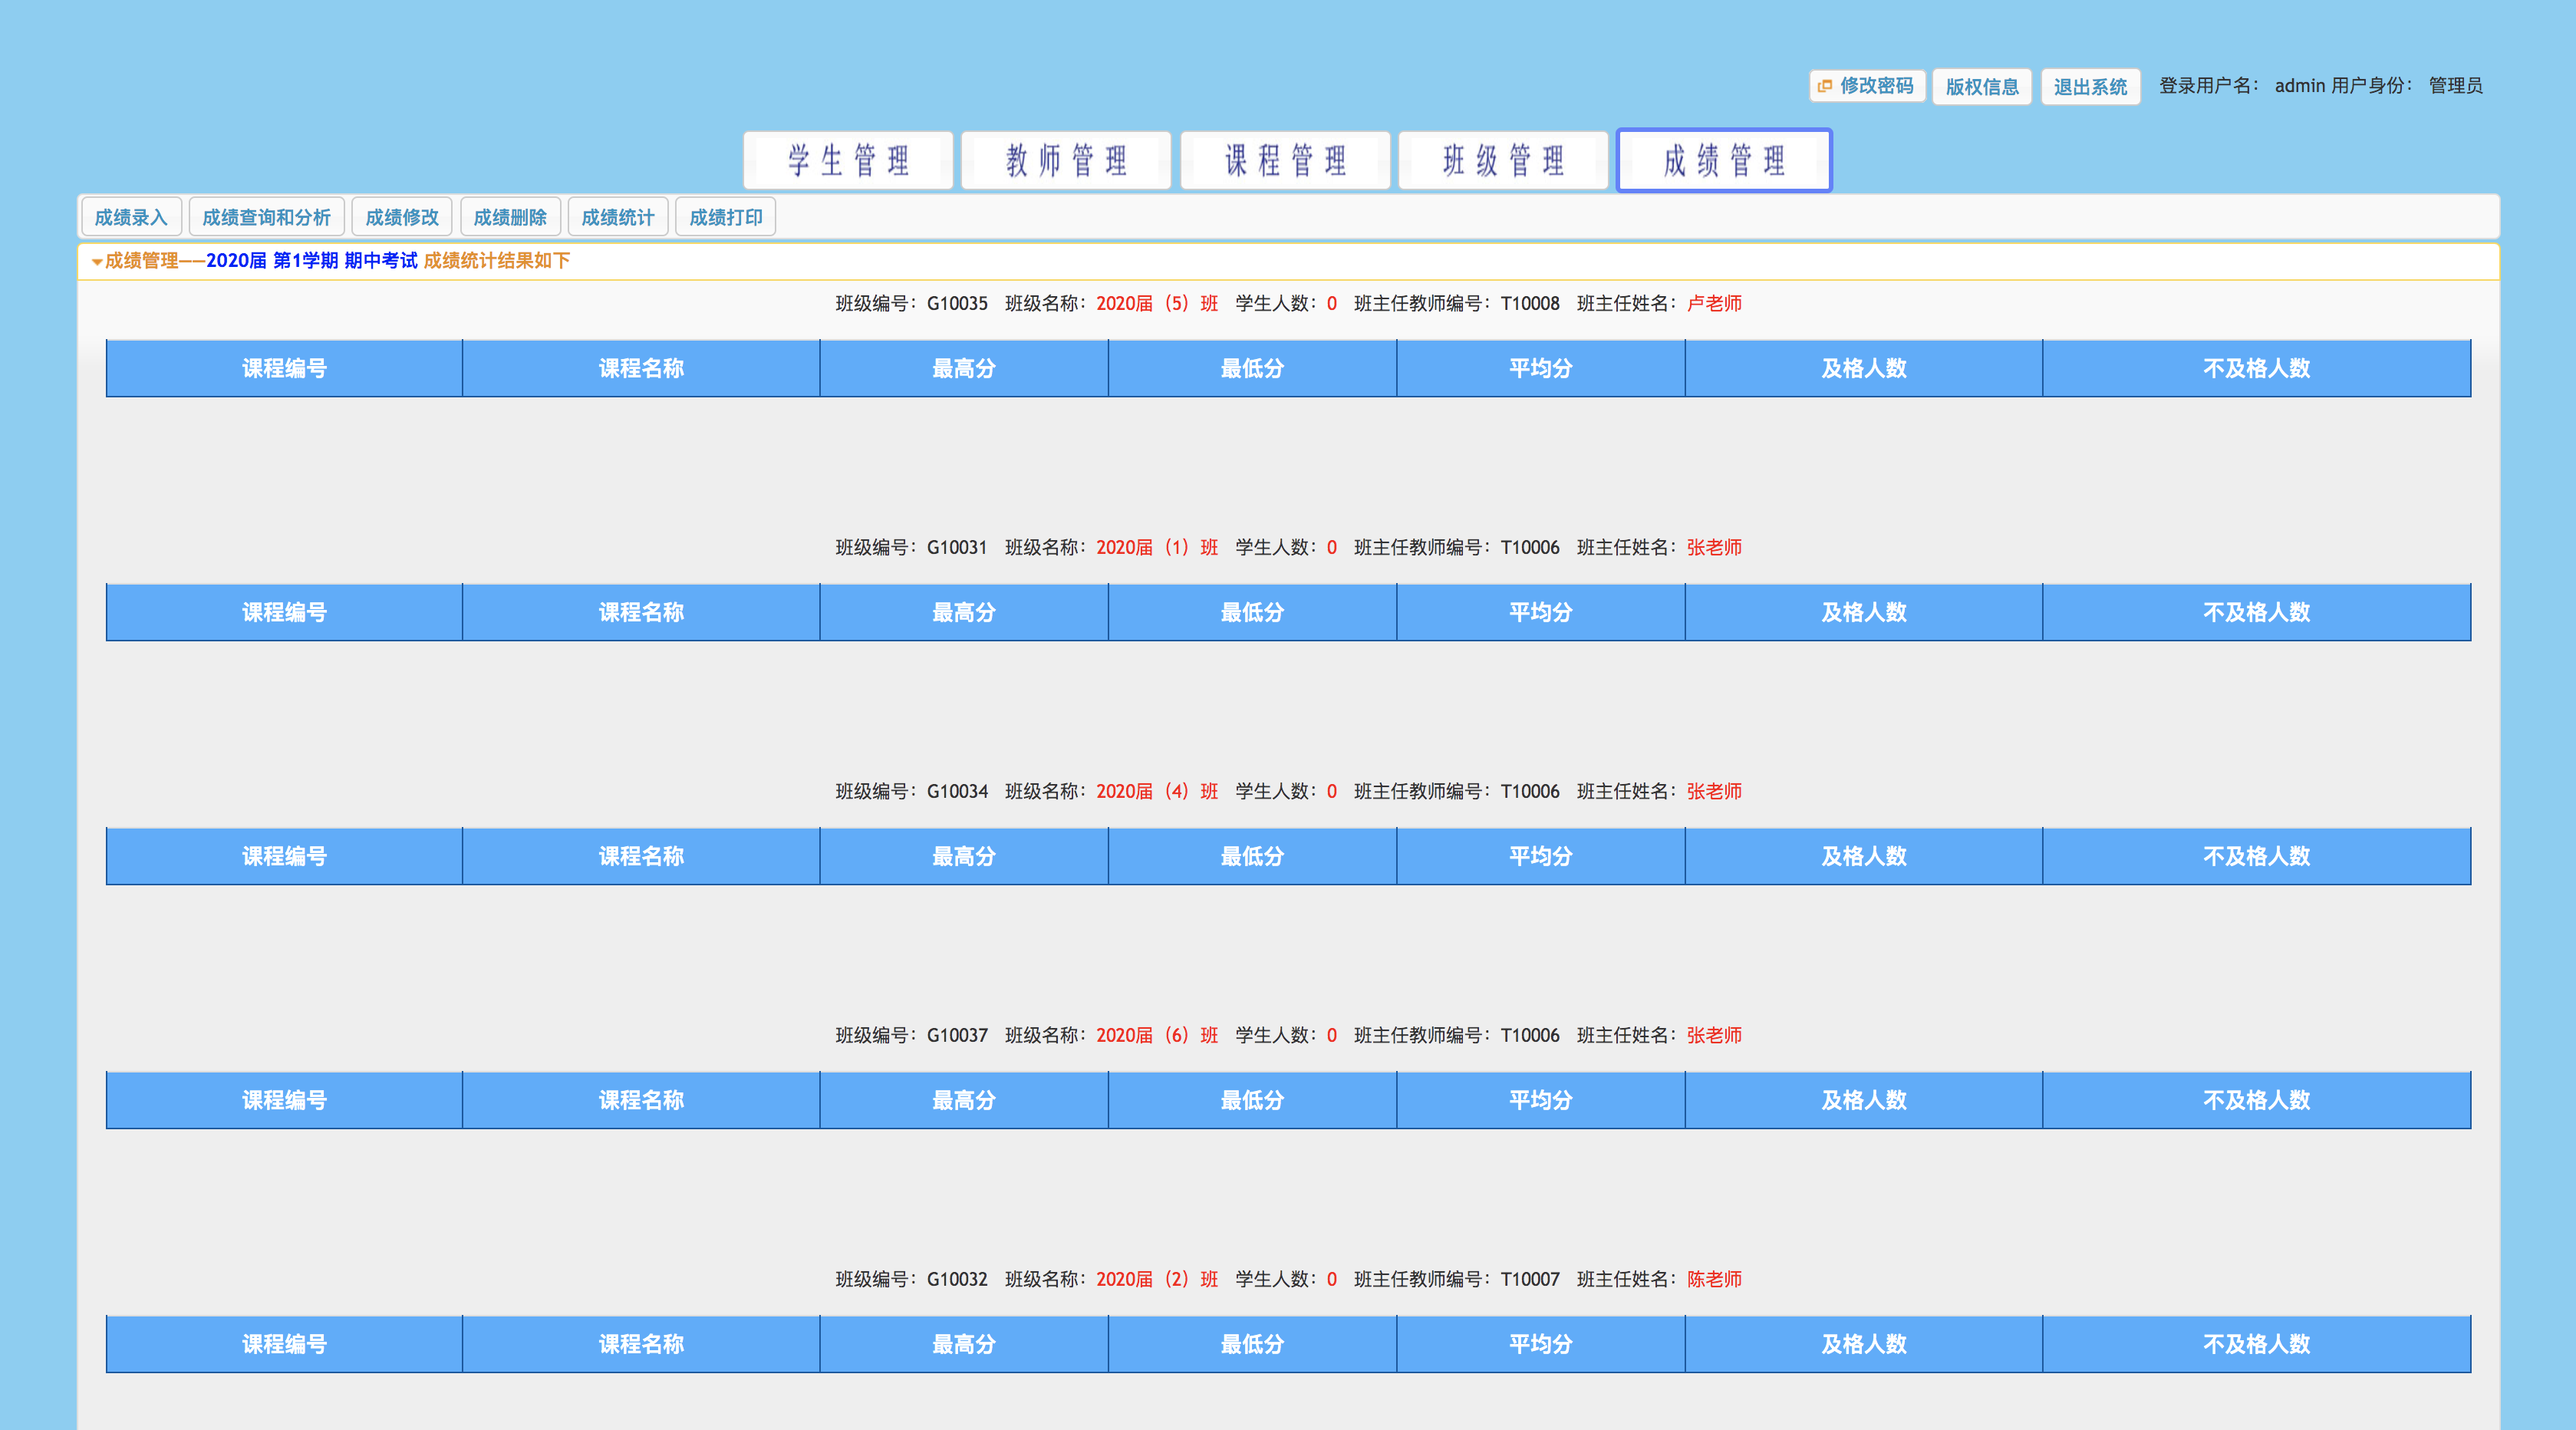 修改密码 版权信息 退出系统 登录用户名： admin 用户身份： 管理员
学生管理 教师管理 课程管理 班级管理 成绩管理
成绩录入 成绩查询和分析 成绩修改 成绩删除 成绩统计 成绩打印
成绩管理——2020届 第1学期 期中考试 成绩统计结果如下
班级编号：G10035 班级名称：2020届（5）班 学生人数：0 班主任教师编号：T10008 班主任姓名：卢老师
课程编号 课程名称 最高分 最低分 平均分 及格人数 不及格人数
班级编号：G10031 班级名称：2020届（1）班 学生人数：0 班主任教师编号：T10006 班主任姓名：张老师
课程编号 课程名称 最高分 最低分 平均分 及格人数 不及格人数
班级编号：G10034 班级名称：2020届（4）班 学生人数：0 班主任教师编号：T10006 班主任姓名：张老师
课程编号 课程名称 最高分 最低分 平均分 及格人数 不及格人数
班级编号：G10037 班级名称：2020届（6）班 学生人数：0 班主任教师编号：T10006 班主任姓名：张老师
课程编号 课程名称 最高分 最低分 平均分 及格人数 不及格人数
班级编号：G10032 班级名称：2020届（2）班 学生人数：0 班主任教师编号：T10007 班主任姓名：陈老师
课程编号 课程名称 最高分 最低分 平均分 及格人数 不及格人数